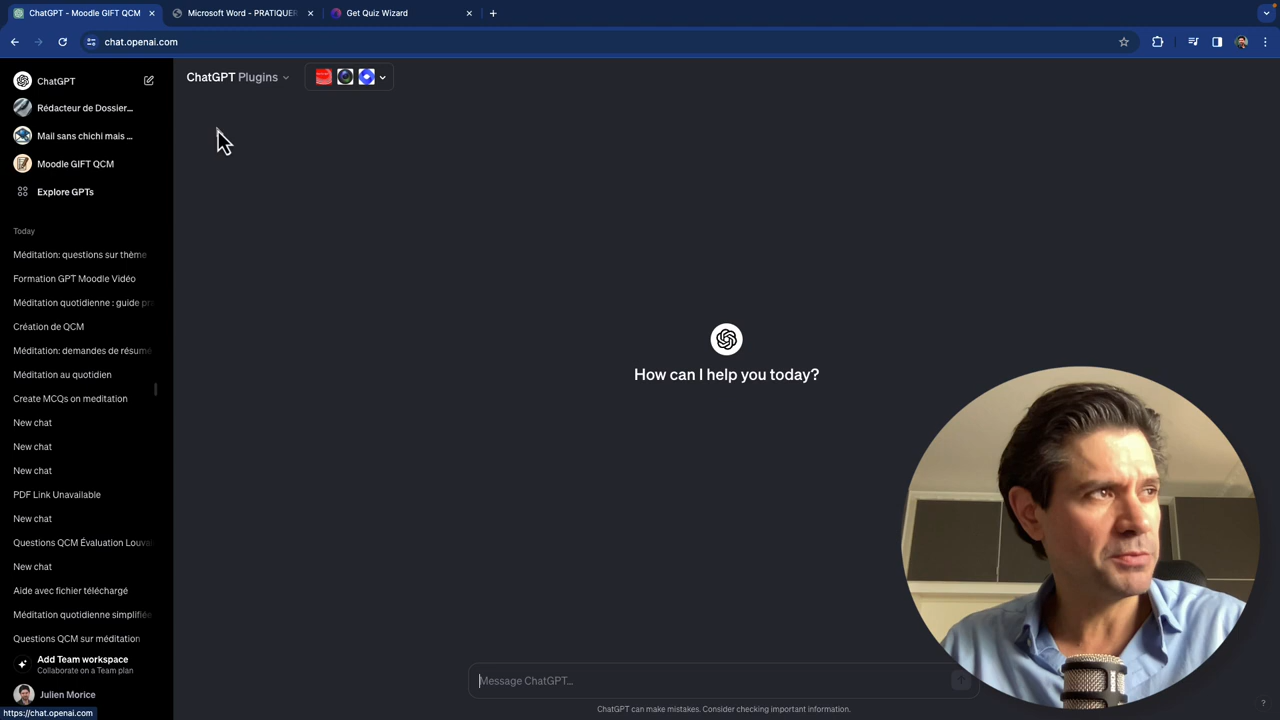 ChatGPT - Moodle GIFT QCM
Microsoft Word - PRATIQUER
Get Quiz Wizard
chat.openai.com
ChatGPT
Rédacteur de Dossier...
Mail sans chichi mais ...
Moodle GIFT QCM
Explore GPTs
Today
Méditation: questions sur thème
Formation GPT Moodle Vidéo
Méditation quotidienne : guide pra
Création de QCM
Méditation: demandes de résumé
Méditation au quotidien
Create MCQs on meditation
New chat
New chat
New chat
PDF Link Unavailable
New chat
Questions QCM Évaluation Louva
New chat
Aide avec fichier téléchargé
Méditation quotidienne simplifiée
Questions QCM sur méditation
Add Team workspace
Collaborate on a Team plan
Julien Morice
https://chat.openai.com
ChatGPT Plugins
How can I help you today?
Message ChatGPT...
ChatGPT can make mistakes. Consider checking important information.
?